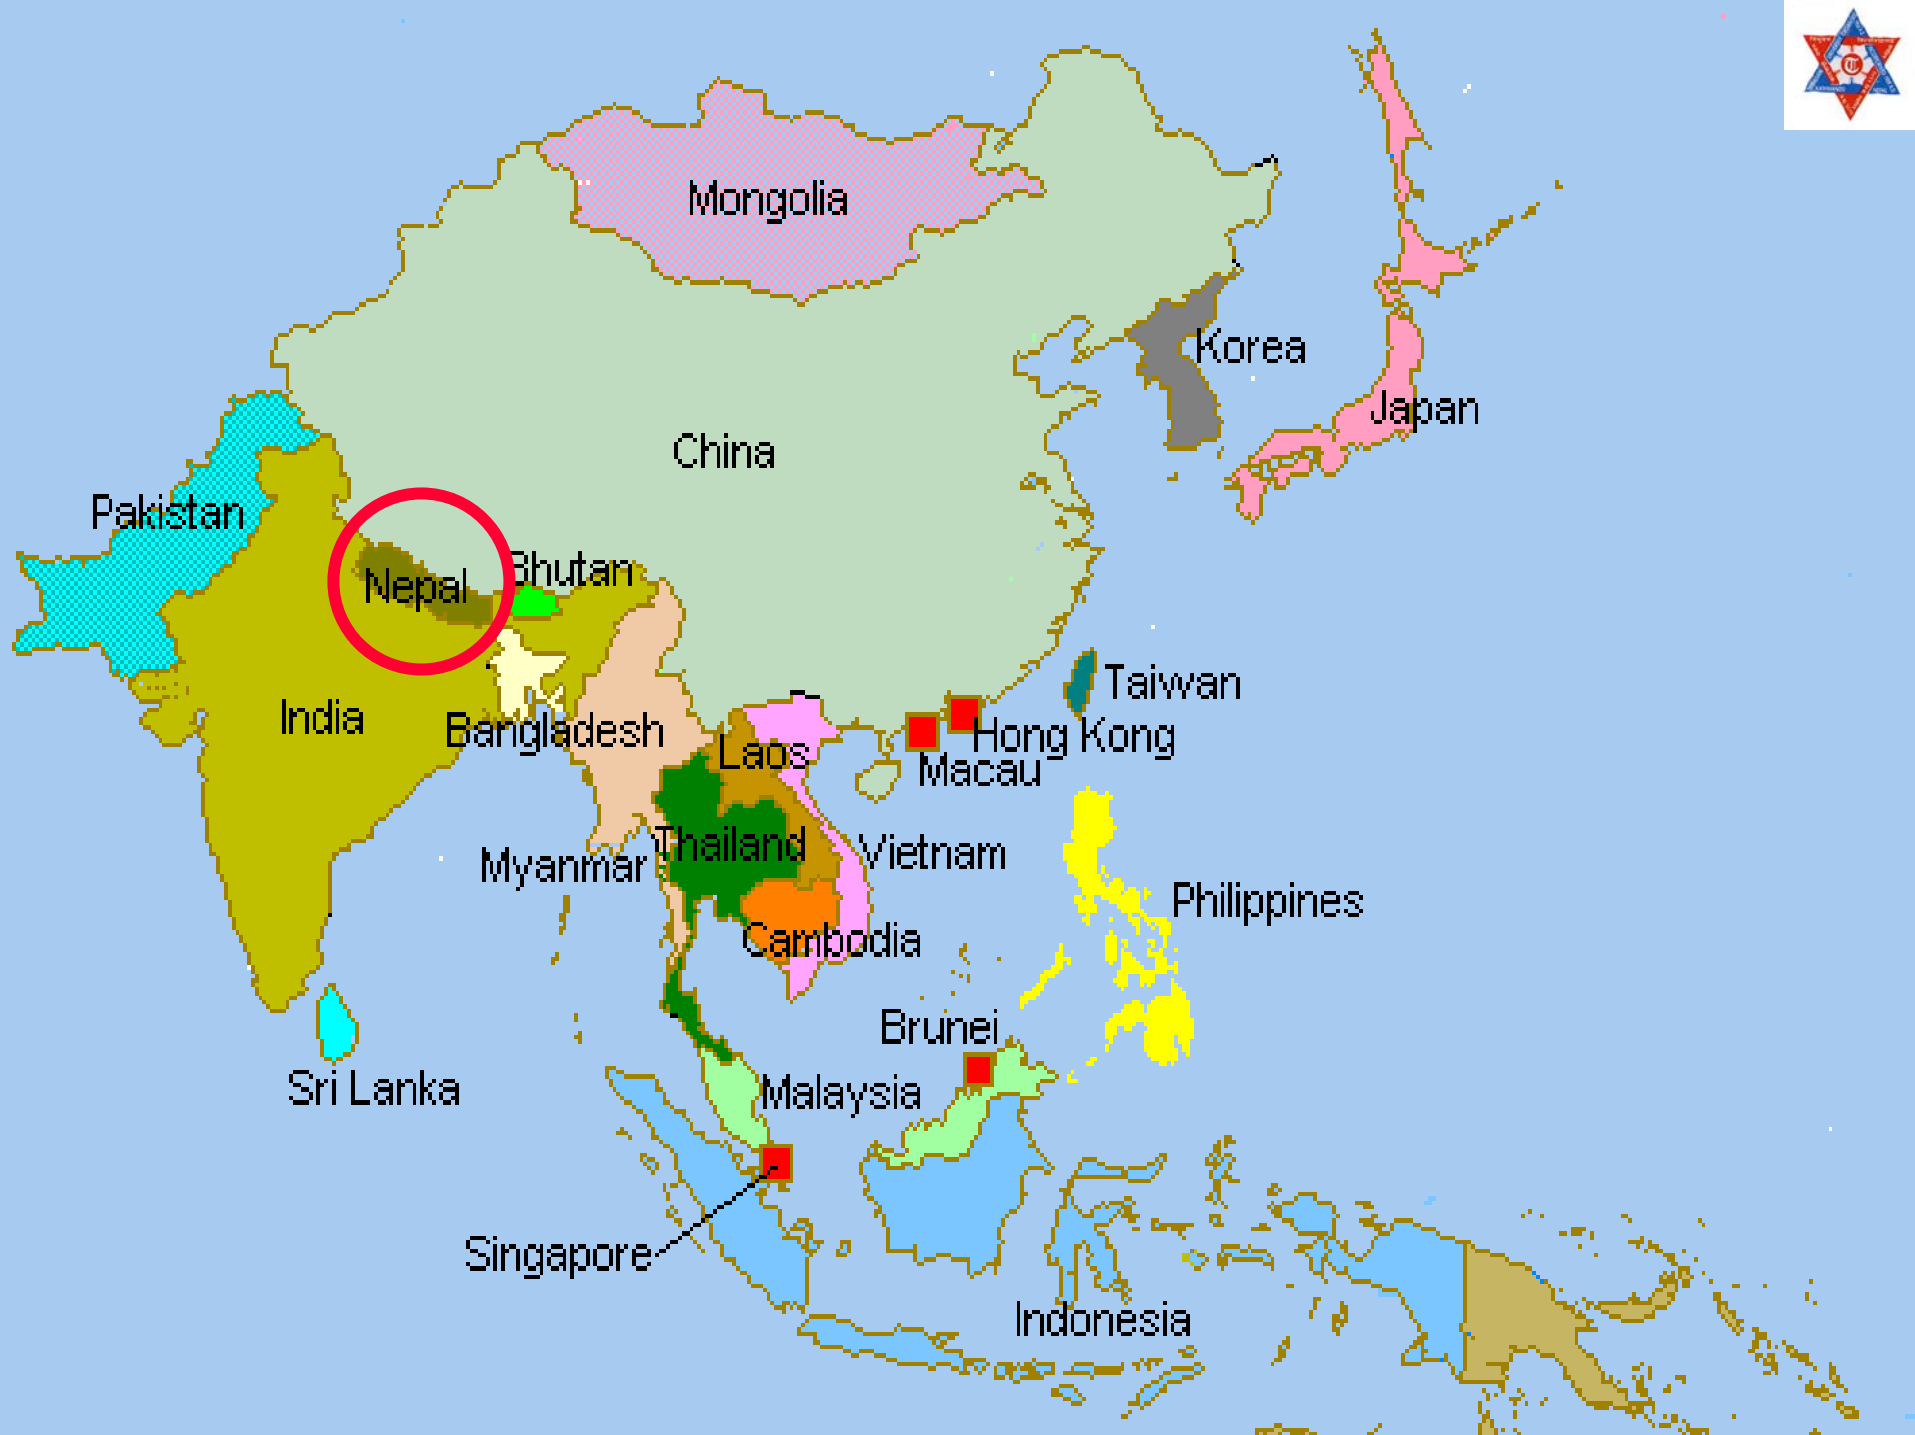 Mongolia
Korea
Japan
China
Pakistan
Bhutan
Nepal
Taiwan
India
Bangladesh
Hong Kong
Laos
Macau
Thailand
Vietnam
Myanmar
Philippines
Cambodia
Brunei
Sri Lanka
Malaysia
Singapore
Indonesia